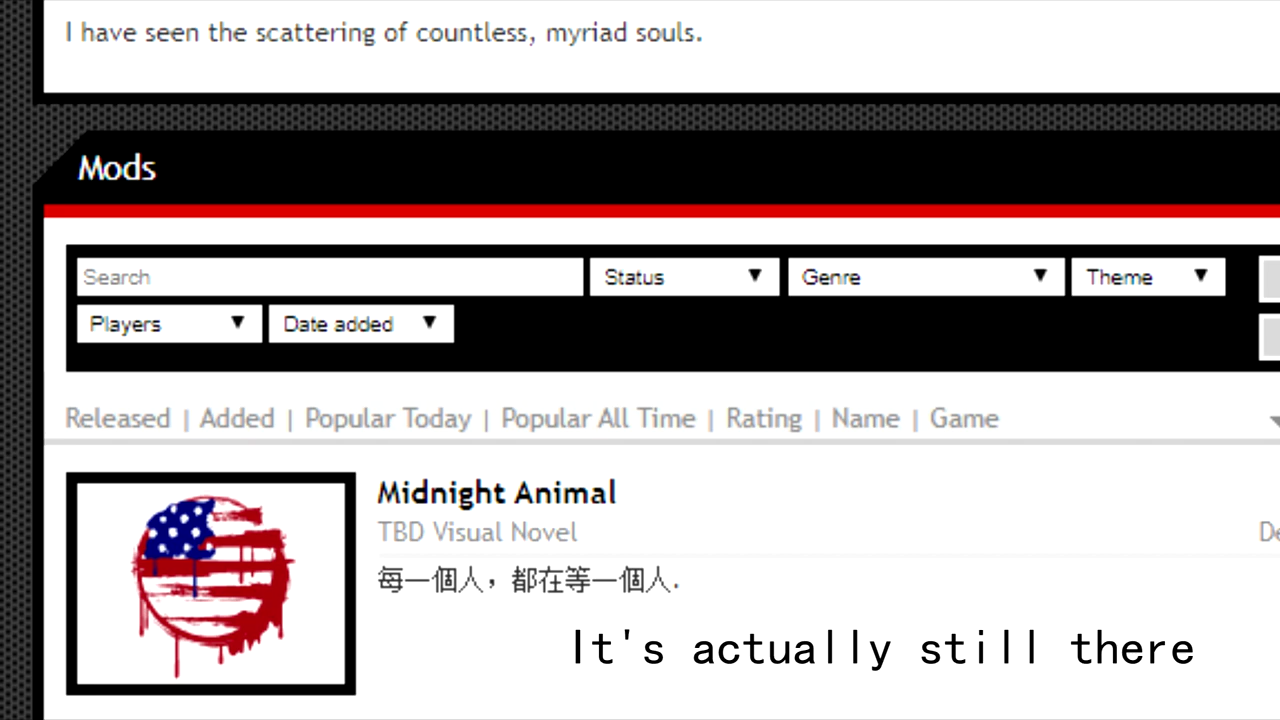 I have seen the scattering of countless, myriad souls.
Mods
Search
Status
Genre
Theme
Players
Date added
Released | Added | Popular Today | Popular All Time | Rating | Name | Game
Midnight Animal
TBD Visual Novel
每一個人，都在等一個人.
It's actually still there